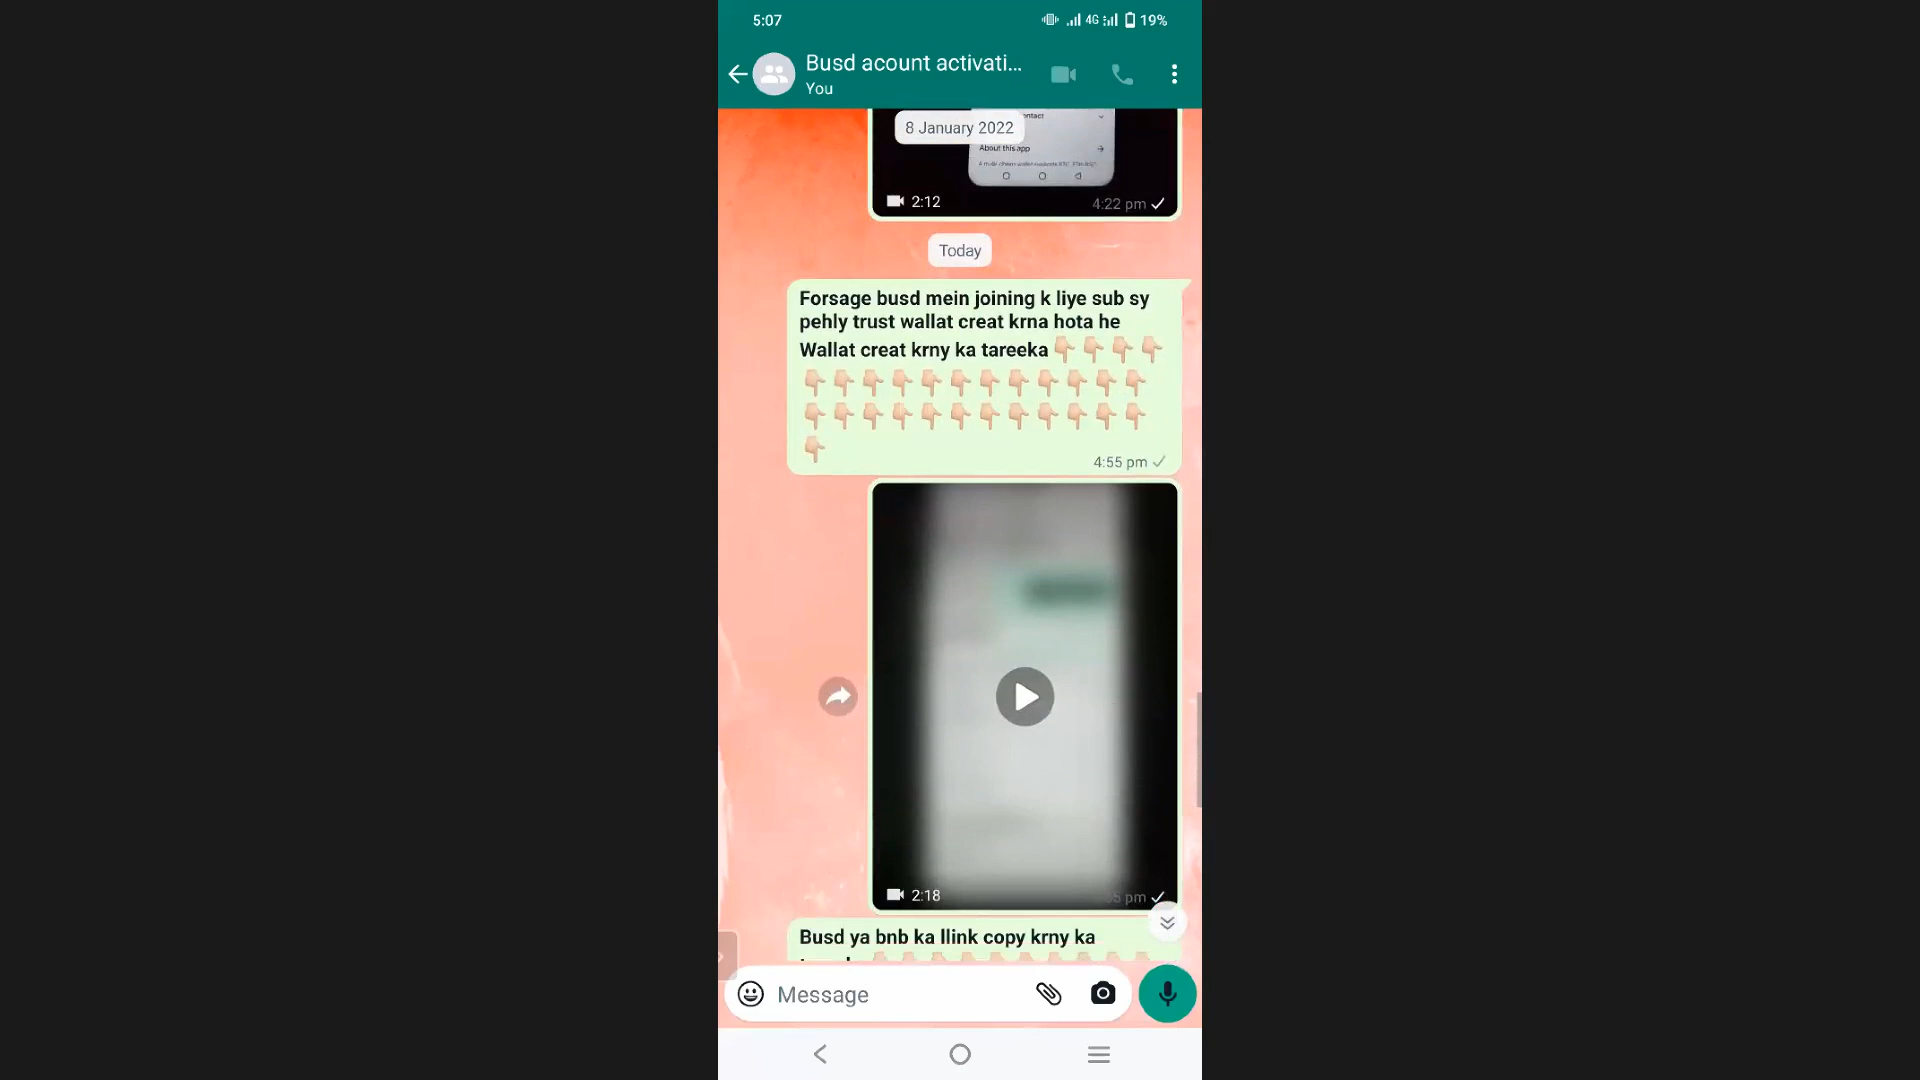 5:07
4G
19%
Busd acount activati...
You
8 January 2022
About this app
2:12
4:22 pm
Today
Forsage busd mein joining k liye sub sy
pehly trust wallat creat krna hota he
Wallat creat krny ka tareeka 👇🏻👇🏻👇🏻👇🏻
👇🏻👇🏻👇🏻👇🏻👇🏻👇🏻👇🏻👇🏻👇🏻👇🏻👇🏻👇🏻
👇🏻👇🏻👇🏻👇🏻👇🏻👇🏻👇🏻👇🏻👇🏻👇🏻👇🏻👇🏻
👇🏻
4:55 pm
2:18
pm
Busd ya bnb ka llink copy krny ka
Message